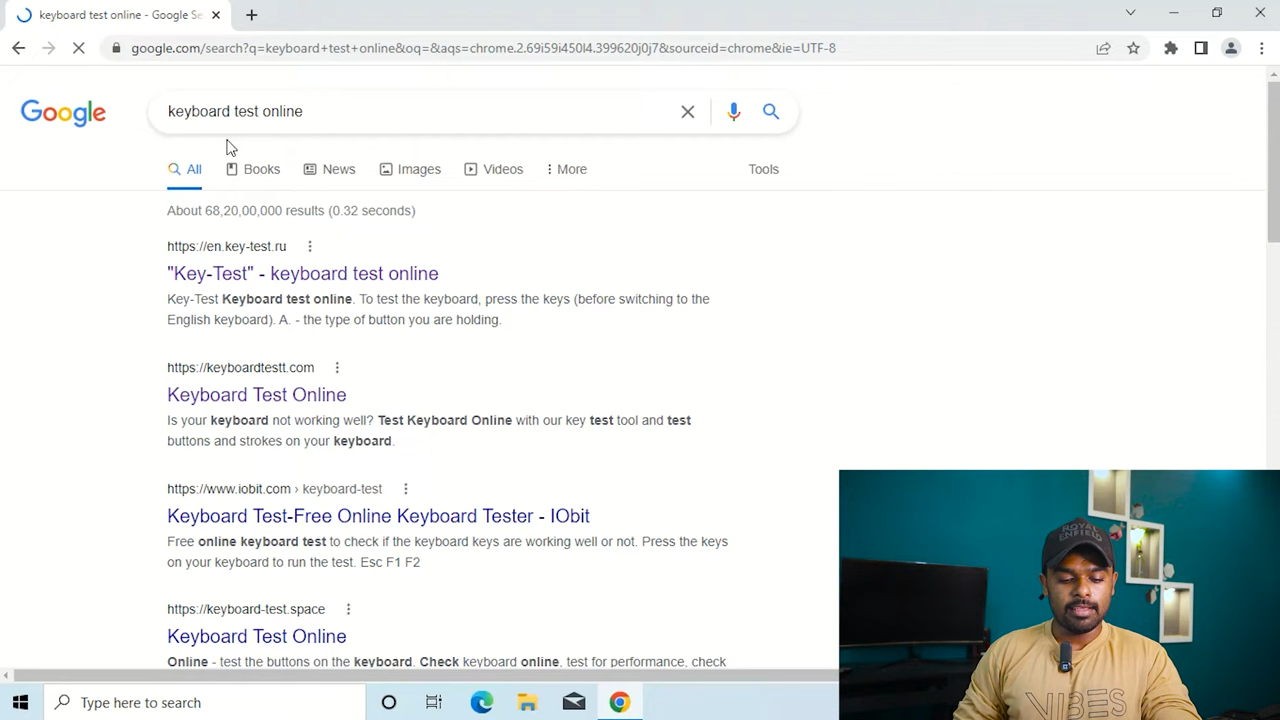 keyboard test online - Google Se
google.com/search?q=keyboard+test+online&oq=&aqs=chrome.2.69i59i450l4.399620j0j7&sourceid=chrome&ie=UTF-8
Google
keyboard test online
All Books News Images Videos More Tools
About 68,20,00,000 results (0.32 seconds)
https://en.key-test.ru
"Key-Test" - keyboard test online
Key-Test Keyboard test online. To test the keyboard, press the keys (before switching to the
English keyboard). A. - the type of button you are holding.
https://keyboardtestt.com
Keyboard Test Online
Is your keyboard not working well? Test Keyboard Online with our key test tool and test
buttons and strokes on your keyboard.
https://www.iobit.com › keyboard-test
Keyboard Test-Free Online Keyboard Tester - IObit
Free online keyboard test to check if the keyboard keys are working well or not. Press the keys
on your keyboard to run the test. Esc F1 F2
https://keyboard-test.space
Keyboard Test Online
Online - test the buttons on the keyboard. Check keyboard online, test for performance, check
ROYAL
ENFIELD
VIBES
Type here to search